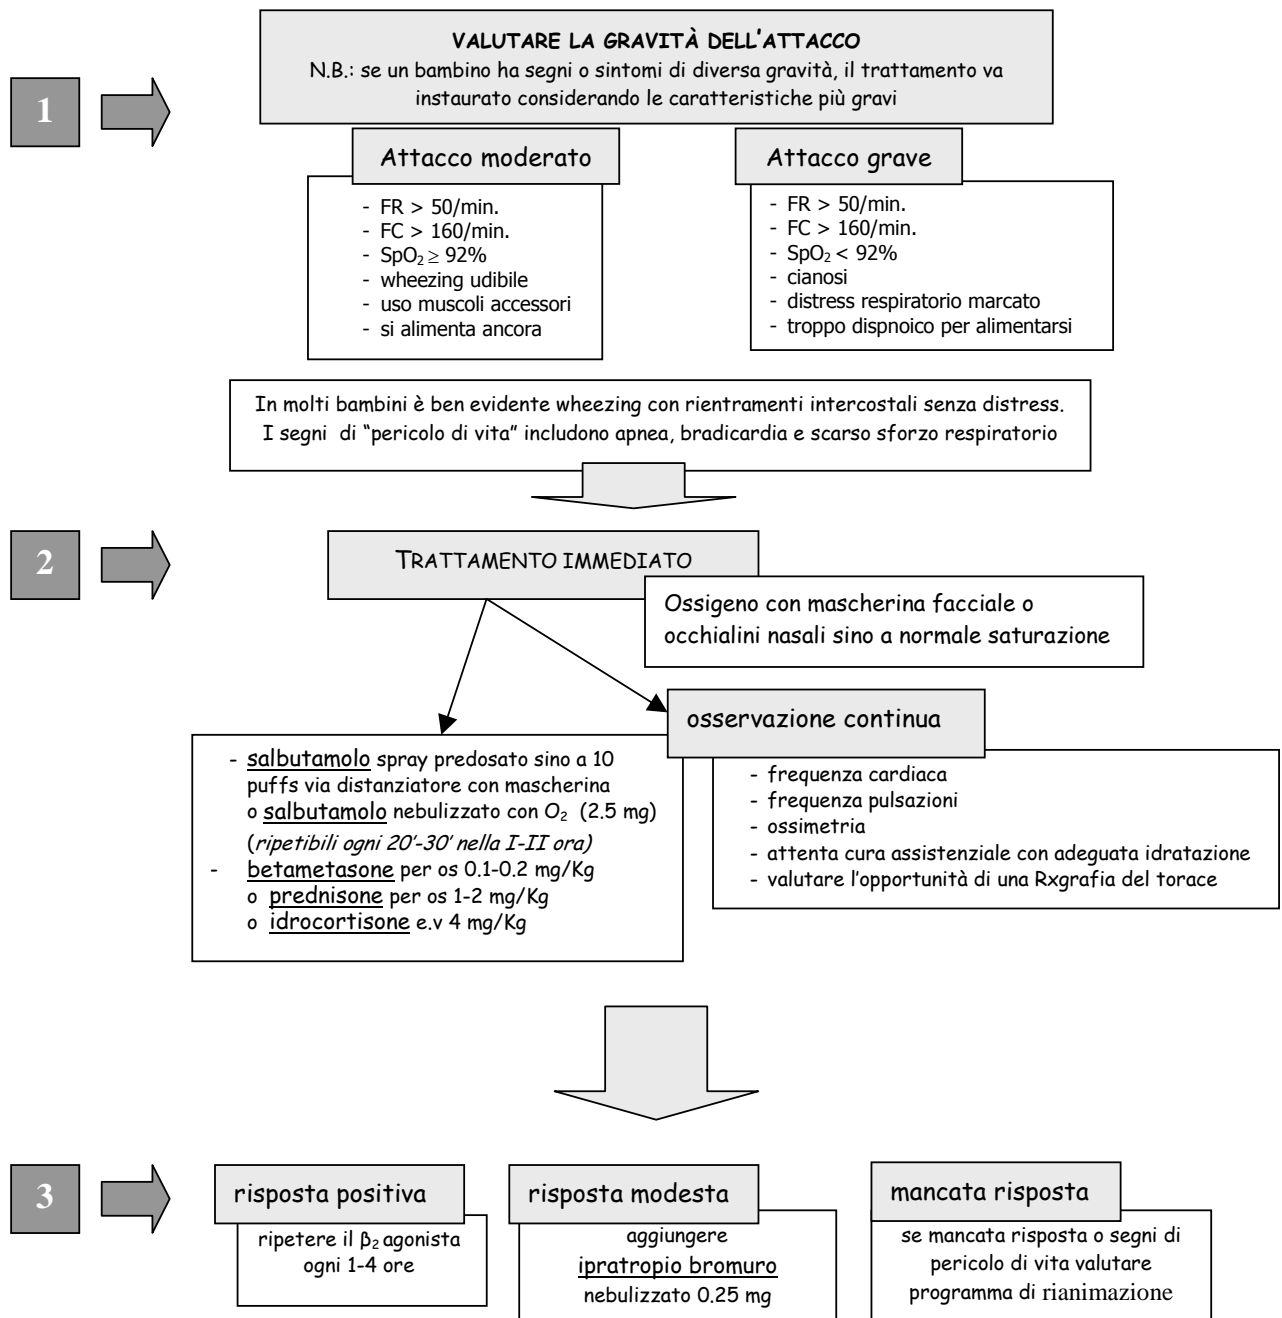 VALUTARE LA GRAVITÀ DELL'ATTACCO
N.B.: se un bambino ha segni o sintomi di diversa gravità, il trattamento va
instaurato considerando le caratteristiche più gravi
1
Attacco moderato
- FR > 50/min.
- FC > 160/min.
- SpO₂ ≥ 92%
- wheezing udibile
- uso muscoli accessori
- si alimenta ancora
Attacco grave
- FR > 50/min.
- FC > 160/min.
- SpO₂ < 92%
- cianosi
- distress respiratorio marcato
- troppo dispnoico per alimentarsi
In molti bambini è ben evidente wheezing con rientramenti intercostali senza distress.
I segni di “pericolo di vita” includono apnea, bradicardia e scarso sforzo respiratorio
2
TRATTAMENTO IMMEDIATO
Ossigeno con mascherina facciale o
occhialini nasali sino a normale saturazione
- salbutamolo spray predosato sino a 10
puffs via distanziatore con mascherina
o salbutamolo nebulizzato con O₂ (2.5 mg)
(ripetibili ogni 20'-30' nella I-II ora)
- betametasone per os 0.1-0.2 mg/Kg
o prednisone per os 1-2 mg/Kg
o idrocortisone e.v 4 mg/Kg
osservazione continua
- frequenza cardiaca
- frequenza pulsazioni
- ossimetria
- attenta cura assistenziale con adeguata idratazione
- valutare l'opportunità di una Rxgrafia del torace
3
risposta positiva
ripetere il β₂ agonista
ogni 1-4 ore
risposta modesta
aggiungere
ipratropio bromuro
nebulizzato 0.25 mg
mancata risposta
se mancata risposta o segni di
pericolo di vita valutare
programma di rianimazione